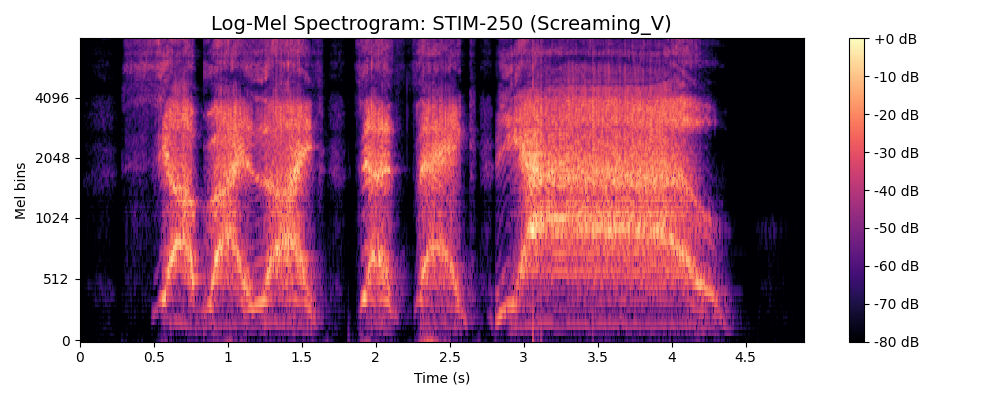 Log-Mel Spectrogram: STIM-250 (Screaming_V)
Mel bins
4096
2048
1024
512
0
0
0.5
1
1.5
2
2.5
3
3.5
4
4.5
Time (s)
+0 dB
-10 dB
-20 dB
-30 dB
-40 dB
-50 dB
-60 dB
-70 dB
-80 dB